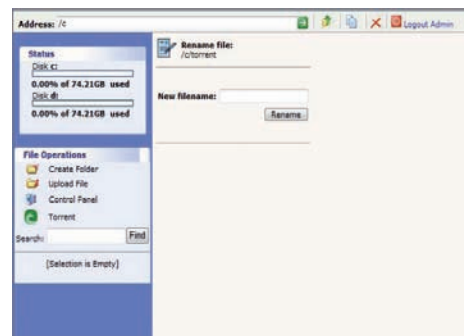 Address: /c
Logout Admin
Status
Disk c:
0.00% of 74.21GB used
Disk d:
0.00% of 74.21GB used
File Operations
Create Folder
Upload File
Control Panel
Torrent
Search:
Find
[Selection is Empty]
Rename file:
/c/torrent
New filename:
Rename